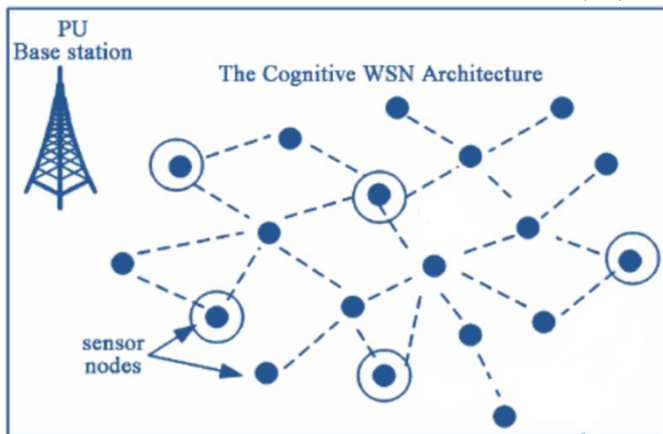 PU
Base station
The Cognitive WSN Architecture
sensor
nodes